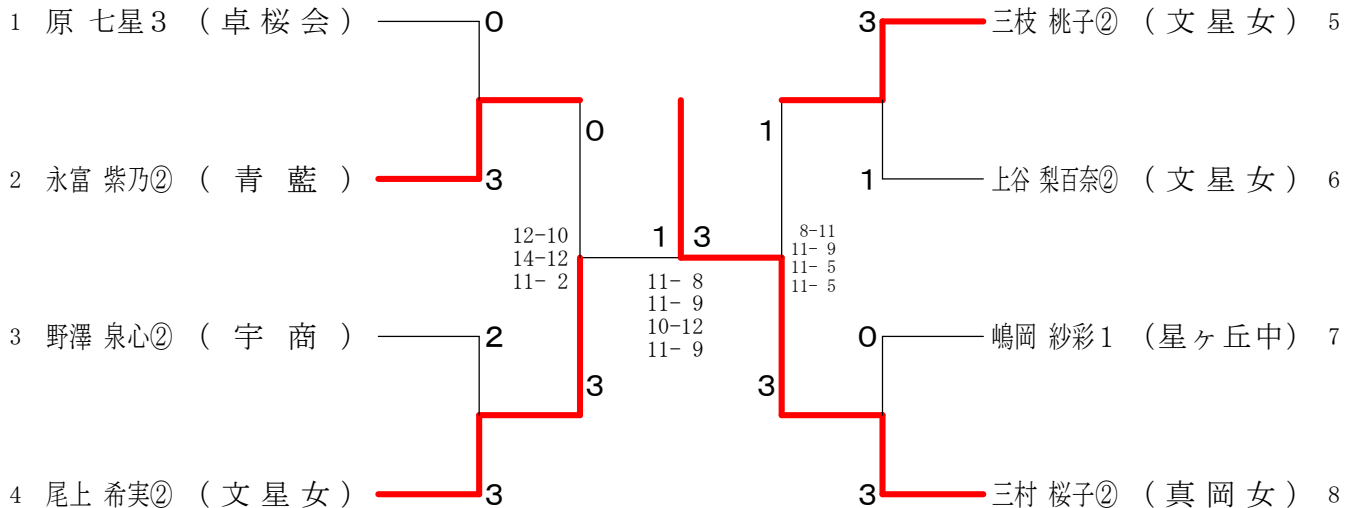 1 原 七星3 (卓桜会) 0
3 三枝 桃子② (文星女) 5
0
1
2 永富 紫乃② (青藍) 3
1 上谷 梨百奈② (文星女) 6
12-10
14-12
11- 2
1 3
11- 8
11- 9
10-12
11- 9
8-11
11- 9
11- 5
11- 5
3 野澤 泉心② (宇商) 2
0 嶋岡 紗彩1 (星ヶ丘中) 7
3
3
4 尾上 希実② (文星女) 3
3 三村 桜子② (真岡女) 8